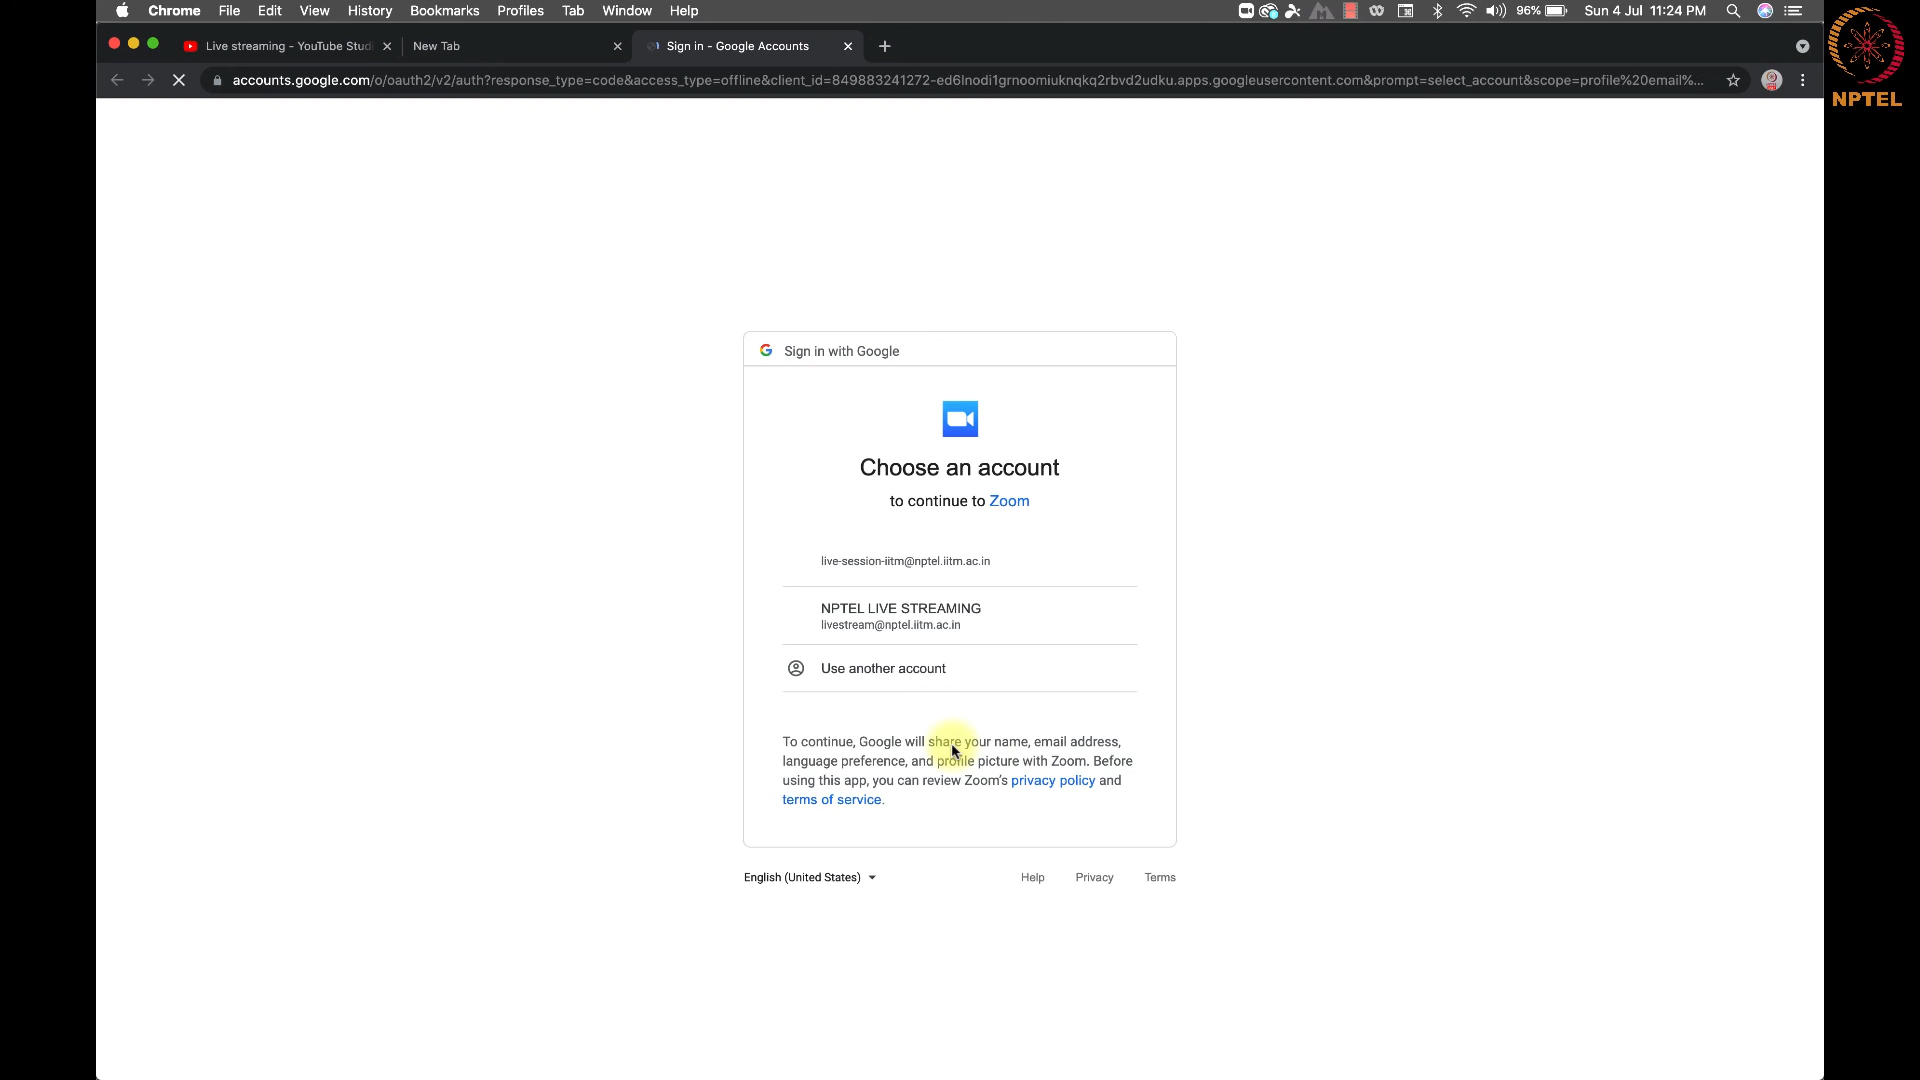 Chrome File Edit View History Bookmarks Profiles Tab Window Help 96% Sun 4 Jul 11:24 PM
Live streaming - YouTube Studi New Tab Sign in - Google Accounts
accounts.google.com/o/oauth2/v2/auth?response_type=code&access_type=offline&client_id=849883241272-ed6lnodi1grnoomiuknqkq2rbvd2udku.apps.googleusercontent.com&prompt=select_account&scope=profile%20email%...
NPTEL
Sign in with Google
Choose an account
to continue to Zoom
live-session-iitm@nptel.iitm.ac.in
NPTEL LIVE STREAMING
livestream@nptel.iitm.ac.in
Use another account
To continue, Google will share your name, email address,
language preference, and profile picture with Zoom. Before
using this app, you can review Zoom's privacy policy and
terms of service.
English (United States) Help Privacy Terms